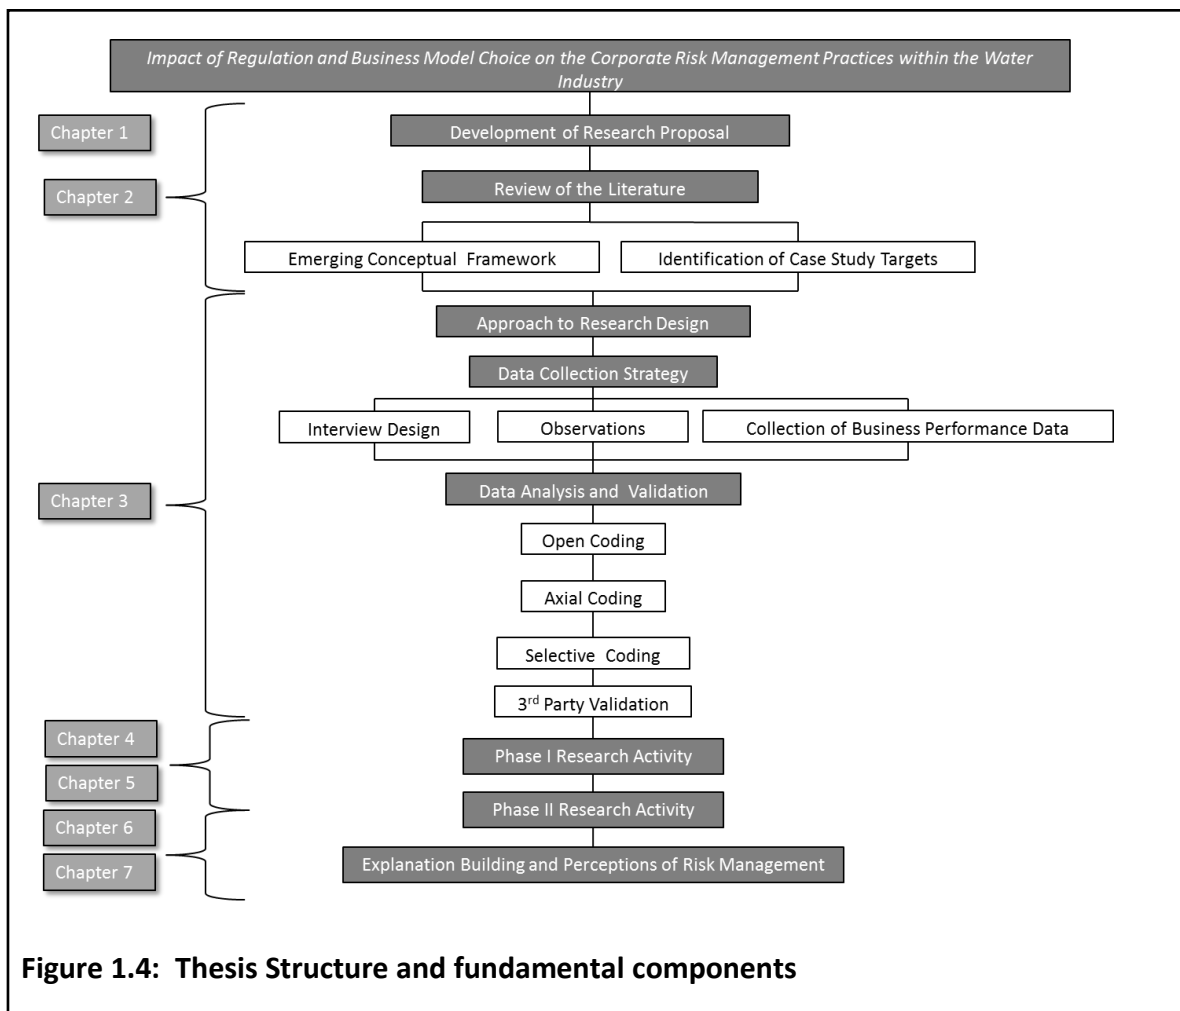 Impact of Regulation and Business Model Choice on the Corporate Risk Management Practices within the Water
Industry
Chapter 1
Development of Research Proposal
Chapter 2
Review of the Literature
Emerging Conceptual Framework
Identification of Case Study Targets
Approach to Research Design
Data Collection Strategy
Interview Design
Observations
Collection of Business Performance Data
Chapter 3
Data Analysis and Validation
Open Coding
Axial Coding
Selective Coding
3rd Party Validation
Chapter 4
Phase I Research Activity
Chapter 5
Phase II Research Activity
Chapter 6
Chapter 7
Explanation Building and Perceptions of Risk Management
Figure 1.4: Thesis Structure and fundamental components